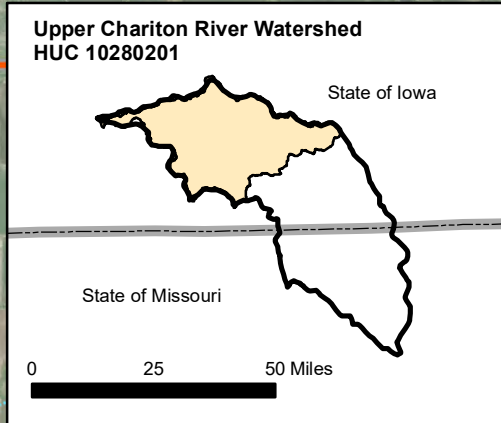 Upper Chariton River Watershed
HUC 10280201
State of Iowa
State of Missouri
0 25 50 Miles